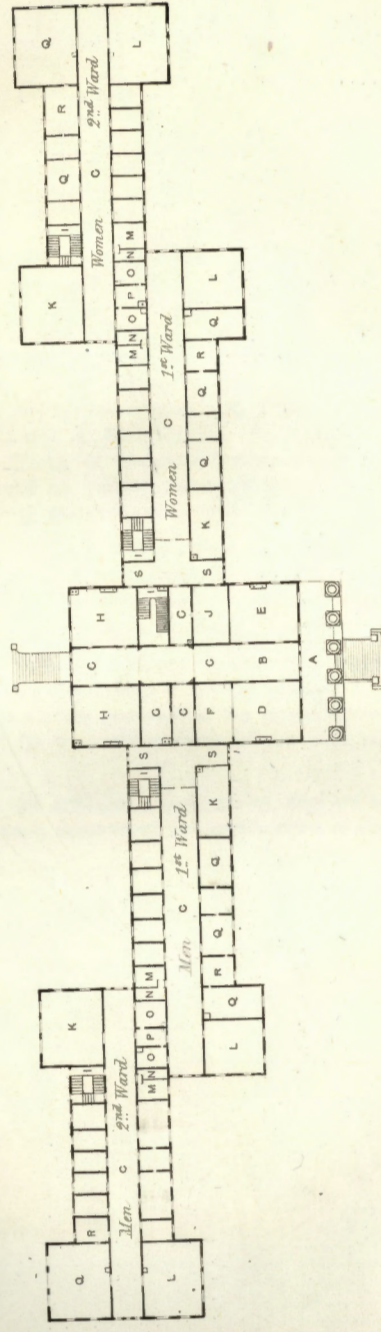 Q R I K
Men C 2nd Ward
L M N O P O N M I S
L Q R Q Q K S
Men C 1st Ward
H C H
G
C C C
F J
D B E
A
S I M N O P O N M L
Women C 1st Ward
S K Q Q R Q L
K I Q R Q
Women C 2nd Ward